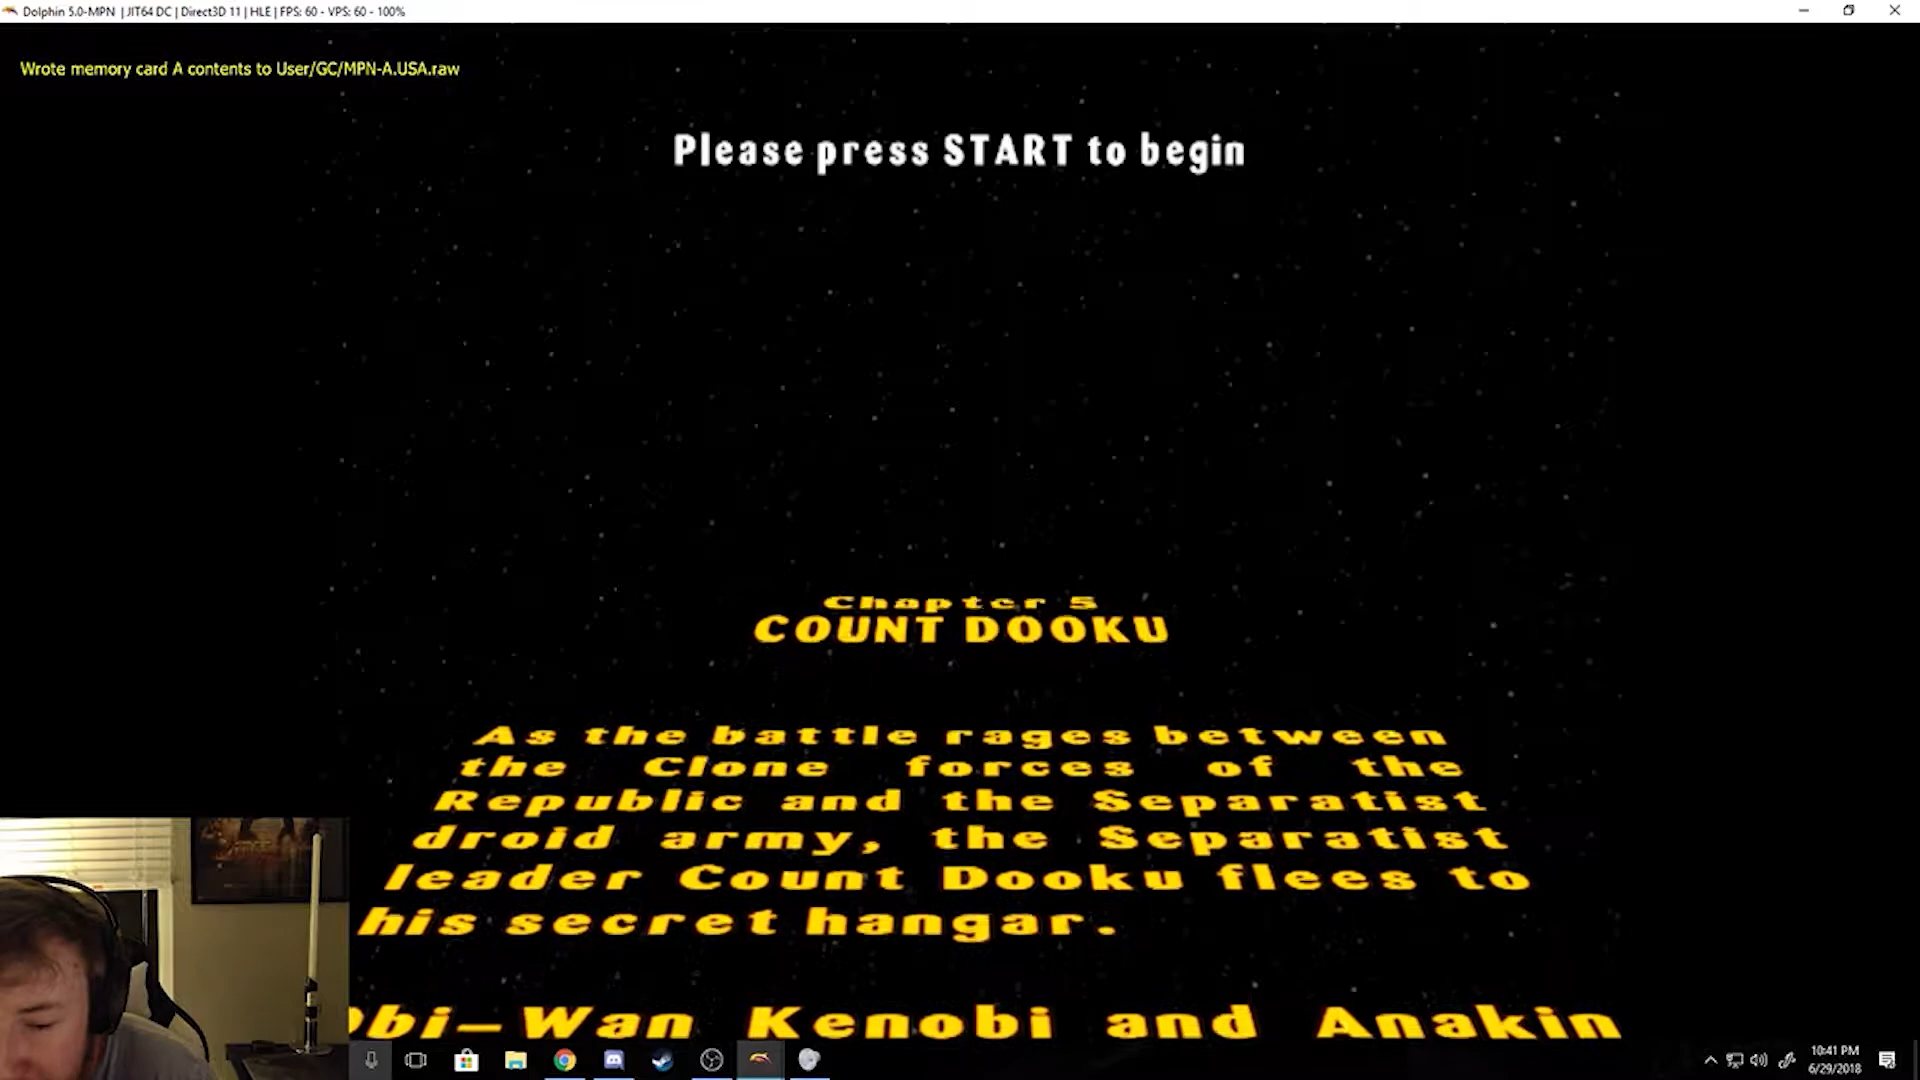 Dolphin 5.0-MPN | JIT64 DC | Direct3D 11 | HLE | FPS: 60 - VPS: 60 - 100%
Wrote memory card A contents to User/GC/MPN-A.USA.raw
Please press START to begin
Chapter 5
COUNT DOOKU
As the battle rages between
the Clone forces of the
Republic and the Separatist
droid army, the Separatist
leader Count Dooku flees to
his secret hangar.
Obi-Wan Kenobi and Anakin
10:41 PM
6/29/2018